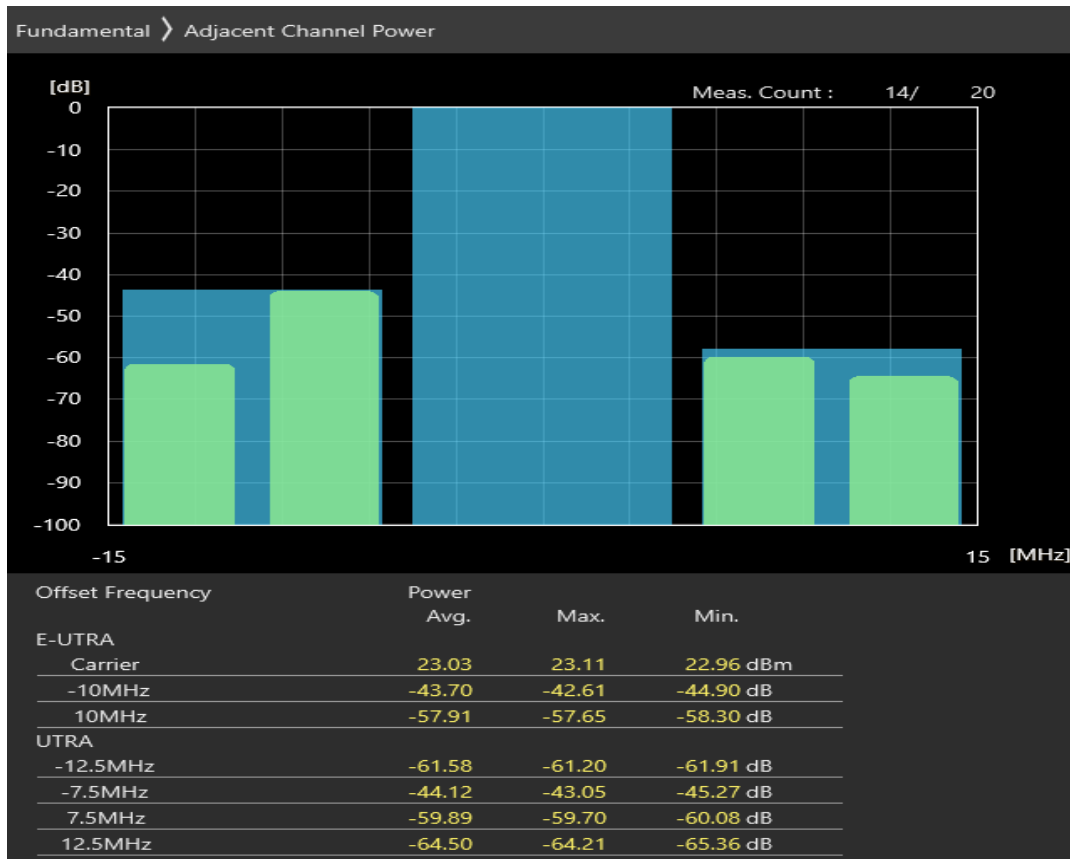 Fundamental 〉 Adjacent Channel Power
[dB]
Meas. Count : 14/ 20
0
-10
-20
-30
-40
-50
-60
-70
-80
-90
-100
-15 15 [MHz]
Offset Frequency Power
Avg. Max. Min.
E-UTRA
Carrier 23.03 23.11 22.96 dBm
-10MHz -43.70 -42.61 -44.90 dB
10MHz -57.91 -57.65 -58.30 dB
UTRA
-12.5MHz -61.58 -61.20 -61.91 dB
-7.5MHz -44.12 -43.05 -45.27 dB
7.5MHz -59.89 -59.70 -60.08 dB
12.5MHz -64.50 -64.21 -65.36 dB